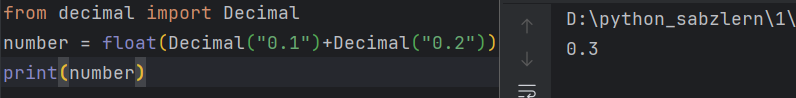 from decimal import Decimal
number = float(Decimal("0.1")+Decimal("0.2"))
print(number)
D:\python_sabzlern\1\
0.3